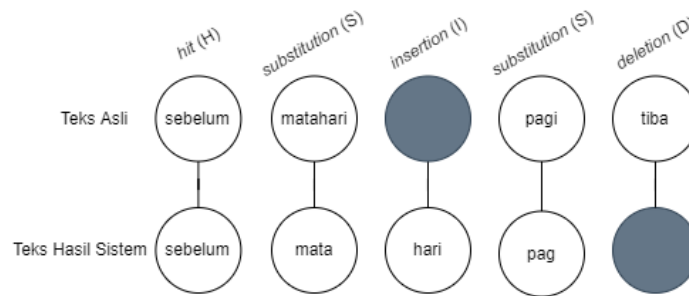 hit (H) substitution (S) insertion (I) substitution (S) deletion (D)
Teks Asli sebelum matahari pagi tiba
Teks Hasil Sistem sebelum mata hari pag